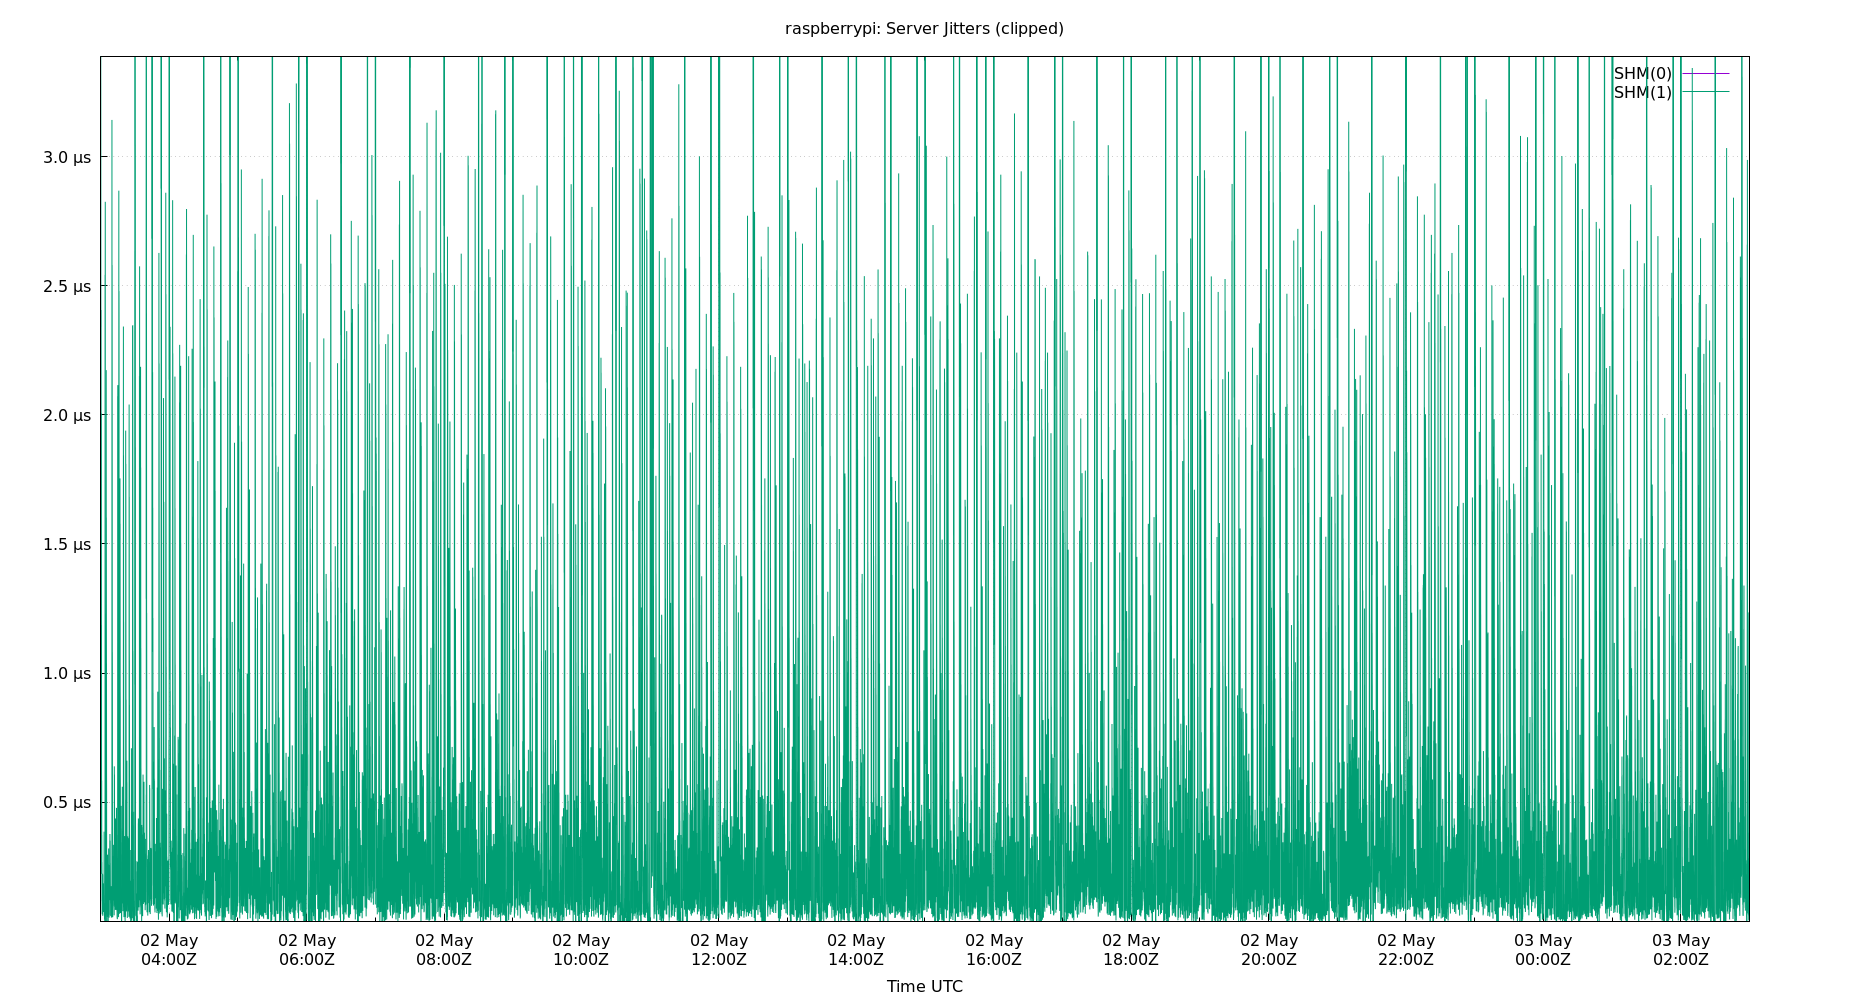 raspberrypi: Server Jitters (clipped)
SHM(0)
SHM(1)
3.0 µs
2.5 µs
2.0 µs
1.5 µs
1.0 µs
0.5 µs
02 May 02 May 02 May 02 May 02 May 02 May 02 May 02 May 02 May 02 May 03 May 03 May
04:00Z 06:00Z 08:00Z 10:00Z 12:00Z 14:00Z 16:00Z 18:00Z 20:00Z 22:00Z 00:00Z 02:00Z
Time UTC